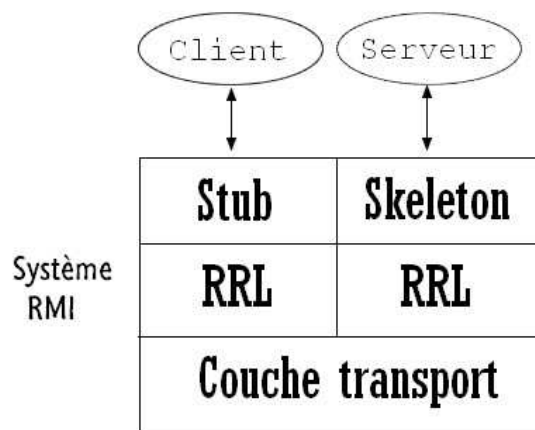 Client Serveur
Stub Skeleton
Système
RMI
RRL RRL
Couche transport